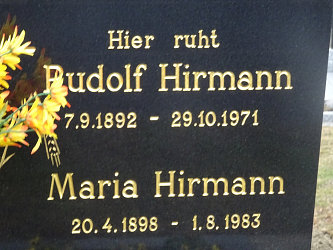 Hier ruht
Rudolf Hirmann
7.9.1892 - 29.10.1971
Maria Hirmann
20.4.1898 - 1.8.1983